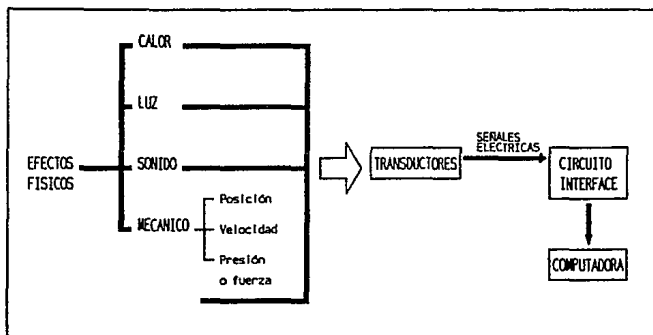 CALOR
LUZ
EFECTOS
FISICOS
SONIDO
MECANICO
Posición
Velocidad
Presión
o fuerza
TRANSDUCTORES
SEÑALES
ELECTRICAS
CIRCUITO
INTERFACE
COMPUTADORA